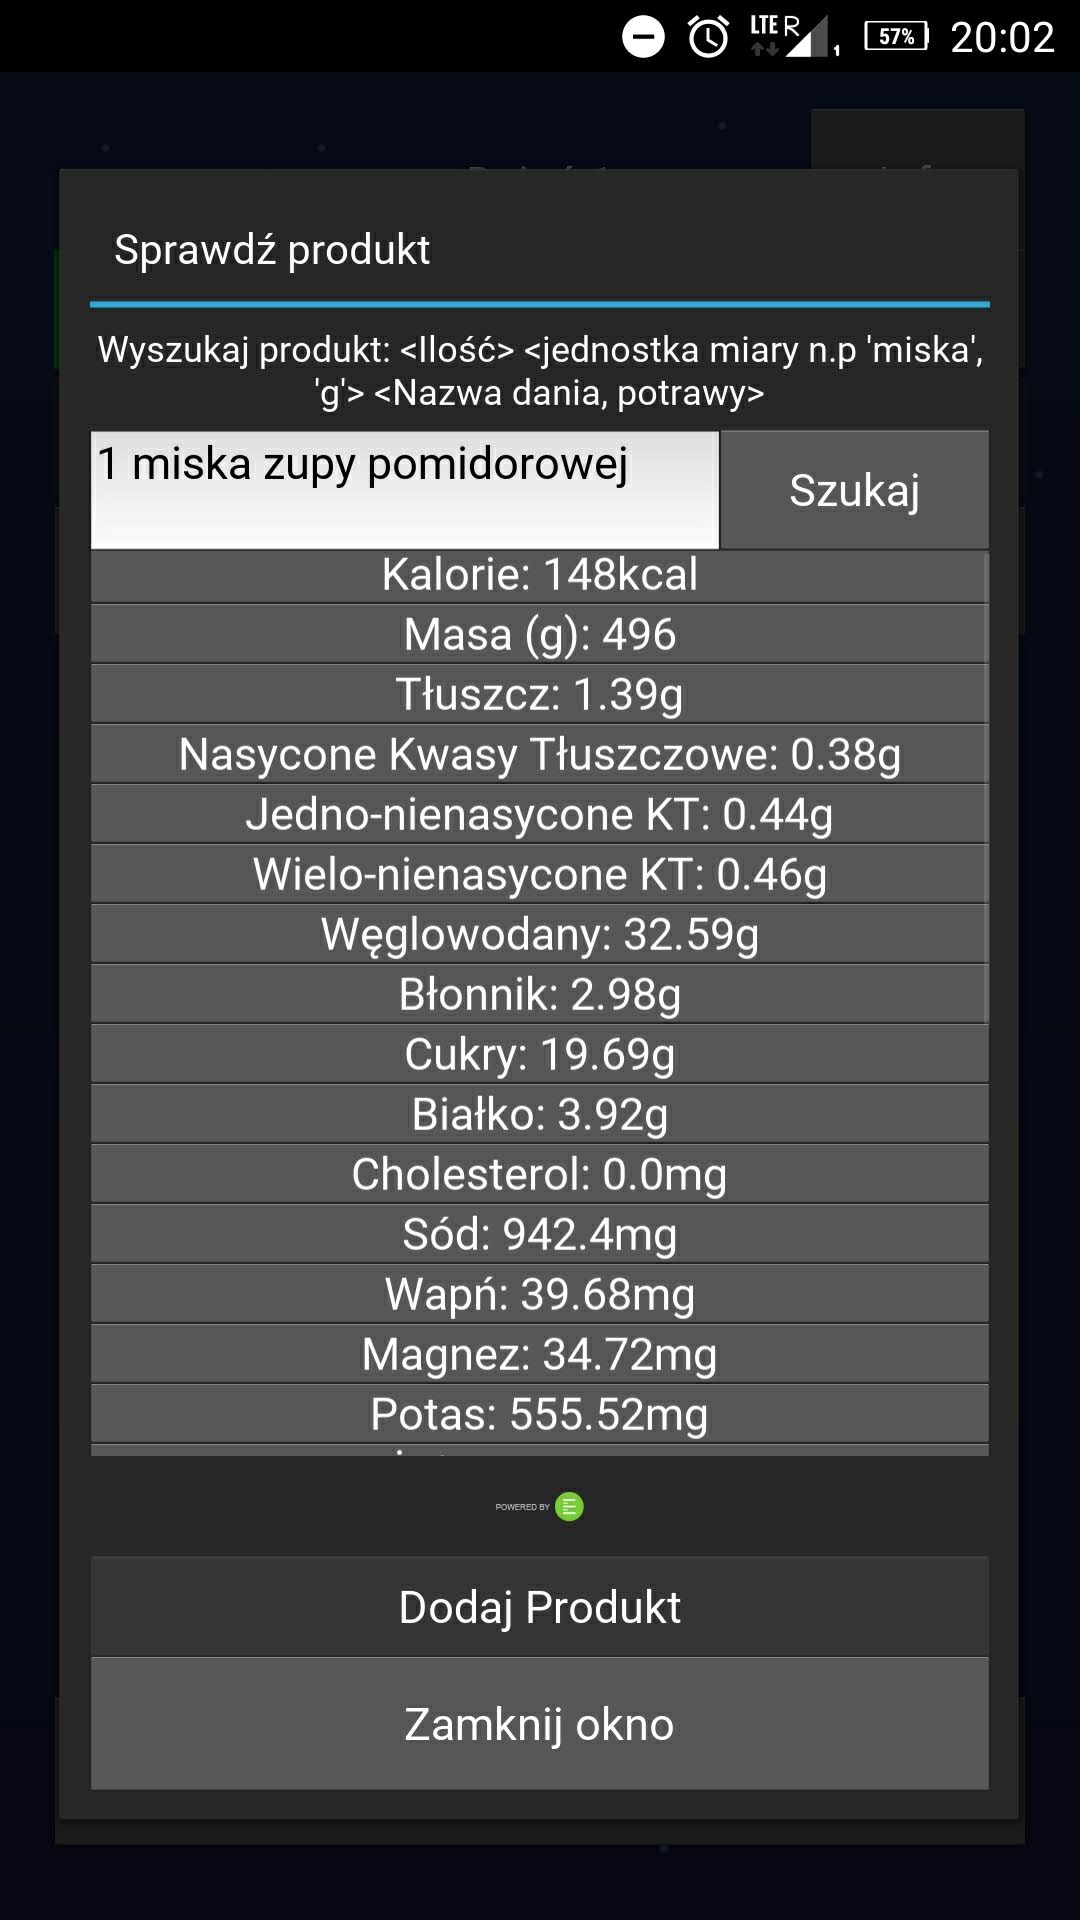 LTE R
1
57%
20:02
Sprawdź produkt
Wyszukaj produkt: <Ilość> <jednostka miary n.p 'miska',
'g'> <Nazwa dania, potrawy>
1 miska zupy pomidorowej
Szukaj
Kalorie: 148kcal
Masa (g): 496
Tłuszcz: 1.39g
Nasycone Kwasy Tłuszczowe: 0.38g
Jedno-nienasycone KT: 0.44g
Wielo-nienasycone KT: 0.46g
Węglowodany: 32.59g
Błonnik: 2.98g
Cukry: 19.69g
Białko: 3.92g
Cholesterol: 0.0mg
Sód: 942.4mg
Wapń: 39.68mg
Magnez: 34.72mg
Potas: 555.52mg
POWERED BY
Dodaj Produkt
Zamknij okno